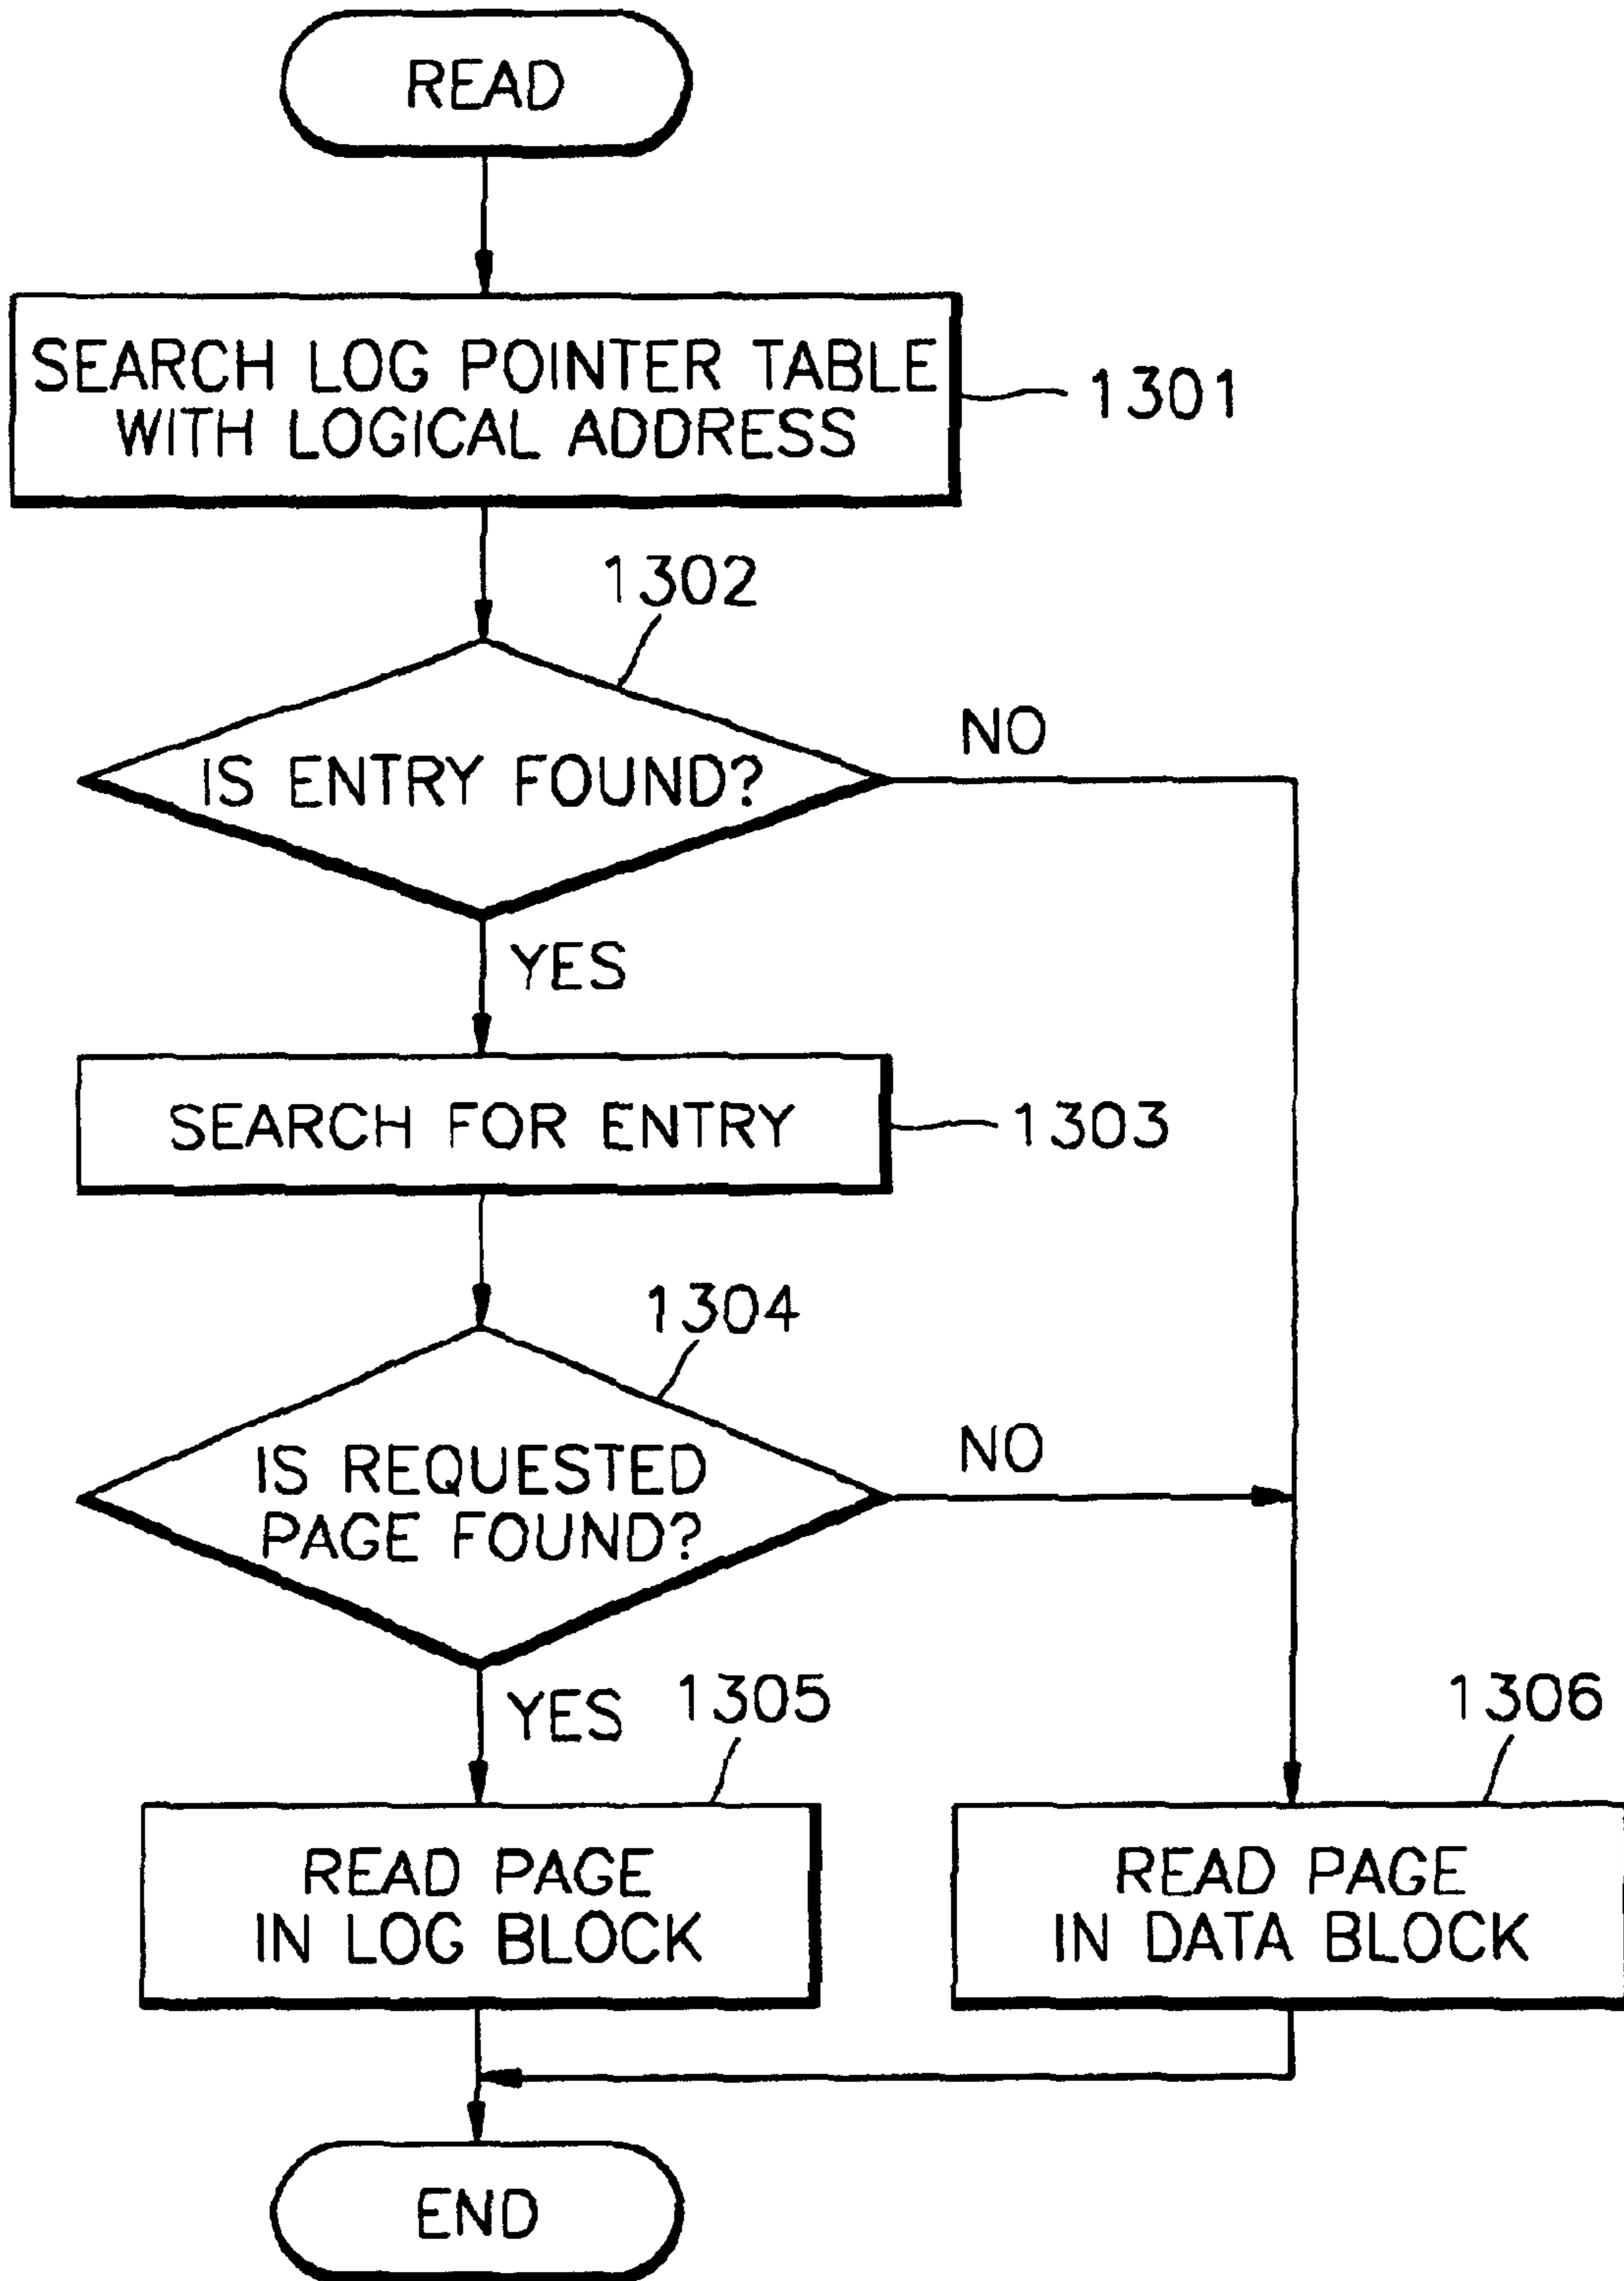 READ
SEARCH LOG POINTER TABLE
WITH LOGICAL ADDRESS
1301
1302
IS ENTRY FOUND?
NO
YES
SEARCH FOR ENTRY
1303
1304
IS REQUESTED
PAGE FOUND?
NO
YES
1305
1306
READ PAGE
IN LOG BLOCK
READ PAGE
IN DATA BLOCK
END